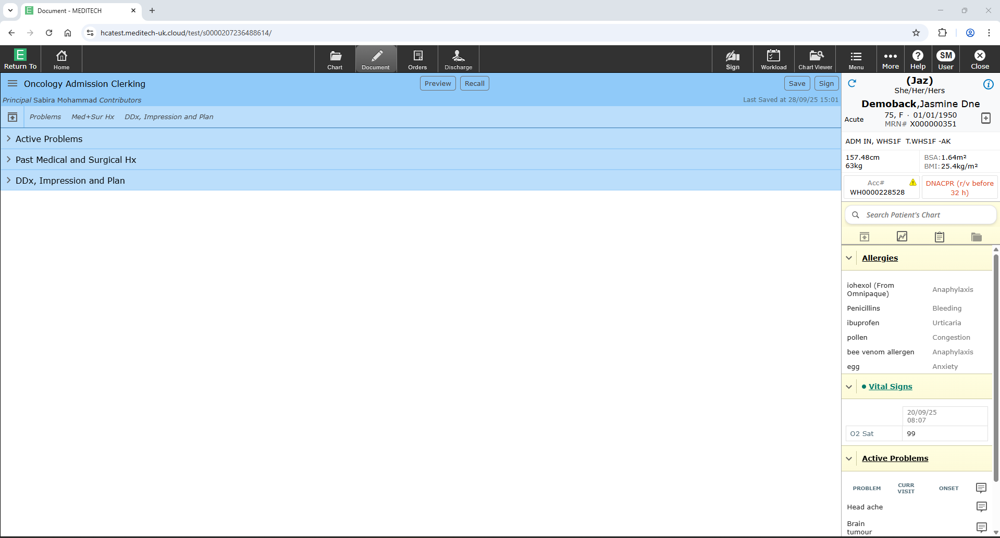 Document - MEDITECH
hcatest.meditech-uk.cloud/test/s0000207236488614/
E
Return To
Home
Chart
Document
Orders
Discharge
Sign
Workload
Chart Viewer
Menu
More
Help
SM
User
Close
Oncology Admission Clerking
Preview
Recall
Save
Sign
Principal Sabira Mohammad Contributors
Last Saved at 28/09/25 15:01
Problems
Med+Sur Hx
DDx, Impression and Plan
Active Problems
Past Medical and Surgical Hx
DDx, Impression and Plan
(Jaz)
She/Her/Hers
Demoback,Jasmine Dne
Acute
75, F · 01/01/1950
MRN# X000000351
ADM IN, WHS1F T.WHS1F -AK
157.48cm
63kg
BSA:1.64m²
BMI:25.4kg/m²
Acc#
WH0000228528
DNACPR (r/v before
32 h)
Search Patient's Chart
Allergies
iohexol (From
Omnipaque)
Anaphylaxis
Penicillins
Bleeding
ibuprofen
Urticaria
pollen
Congestion
bee venom allergen
Anaphylaxis
egg
Anxiety
Vital Signs
20/09/25
08:07
O2 Sat
99
Active Problems
PROBLEM
CURR
VISIT
ONSET
Head ache
Brain
tumour